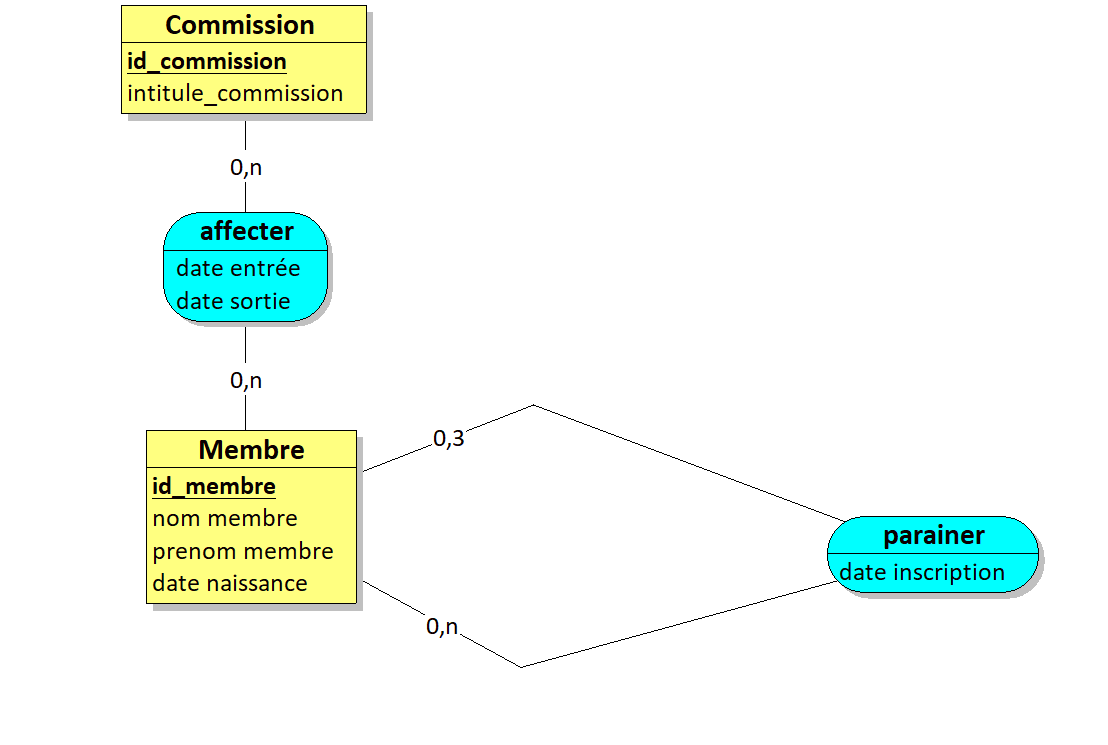 Commission
id_commission
intitule_commission
0,n
affecter
date entrée
date sortie
0,n
Membre
id_membre
nom membre
prenom membre
date naissance
0,3
0,n
parainer
date inscription